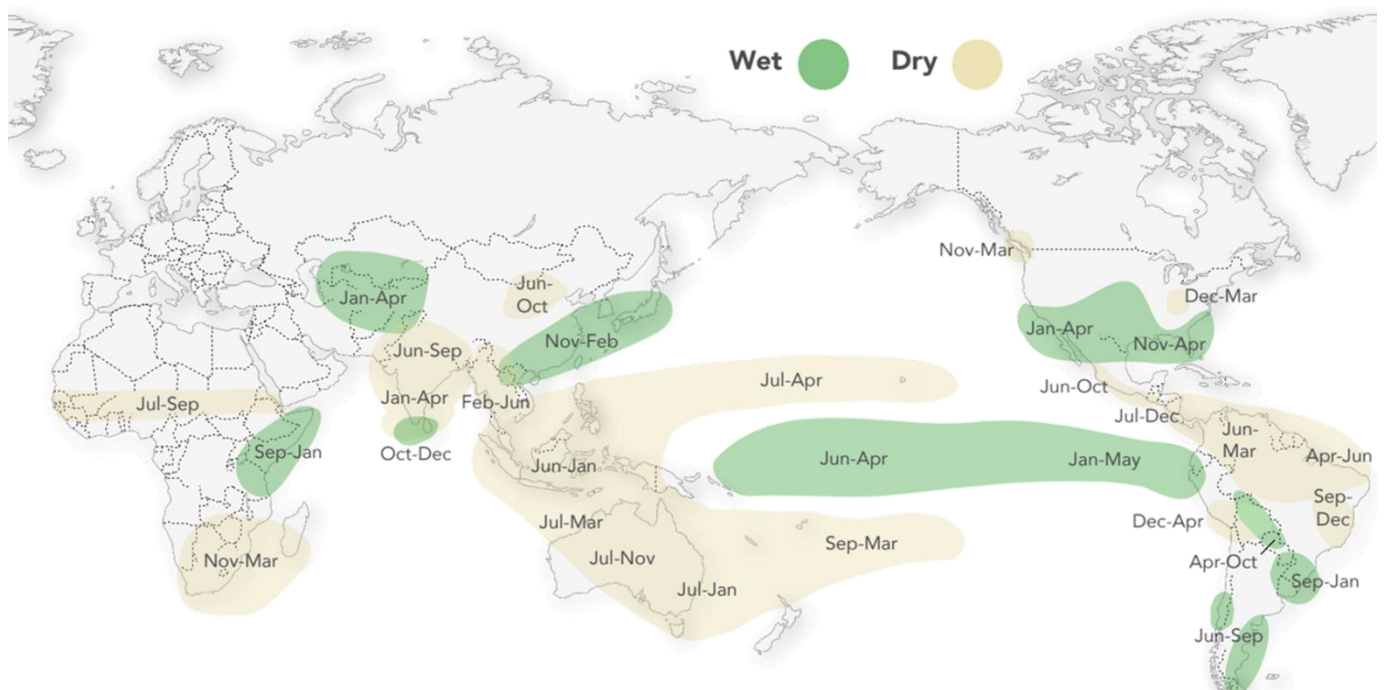 Wet
Dry
Nov-Mar
Jan-Apr
Jun-
Oct
Dec-Mar
Jan-Apr
Nov-Feb
Nov-Apr
Jun-Sep
Jul-Apr
Jun-Oct
Jan-Apr
Feb-Jun
Jul-Sep
Jul-Dec
Jun-
Mar
Sep-Jan
Oct-Dec
Jun-Jan
Jun-Apr
Jan-May
Apr-Jun
Sep-
Dec
Jul-Mar
Dec-Apr
Nov-Mar
Jul-Nov
Sep-Mar
Apr-Oct
Jul-Jan
Sep-Jan
Jun-Sep